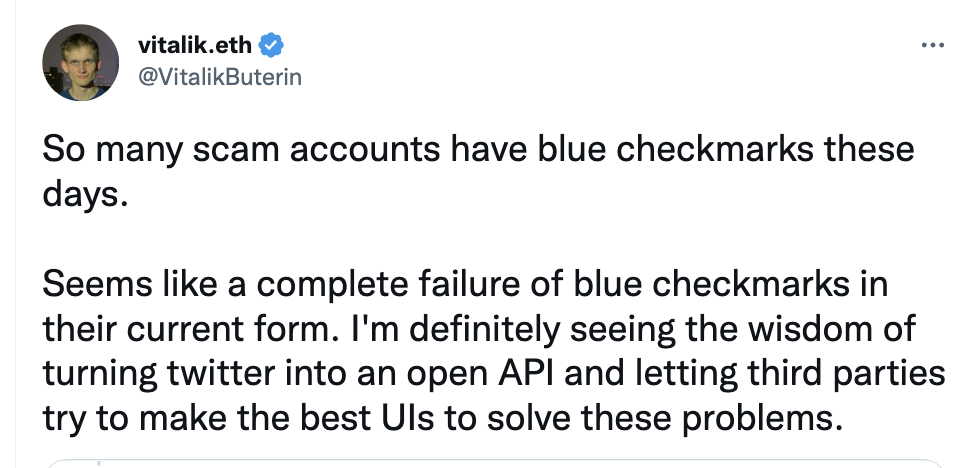 vitalik.eth
@VitalikButerin
So many scam accounts have blue checkmarks these
days.
Seems like a complete failure of blue checkmarks in
their current form. I'm definitely seeing the wisdom of
turning twitter into an open API and letting third parties
try to make the best UIs to solve these problems.